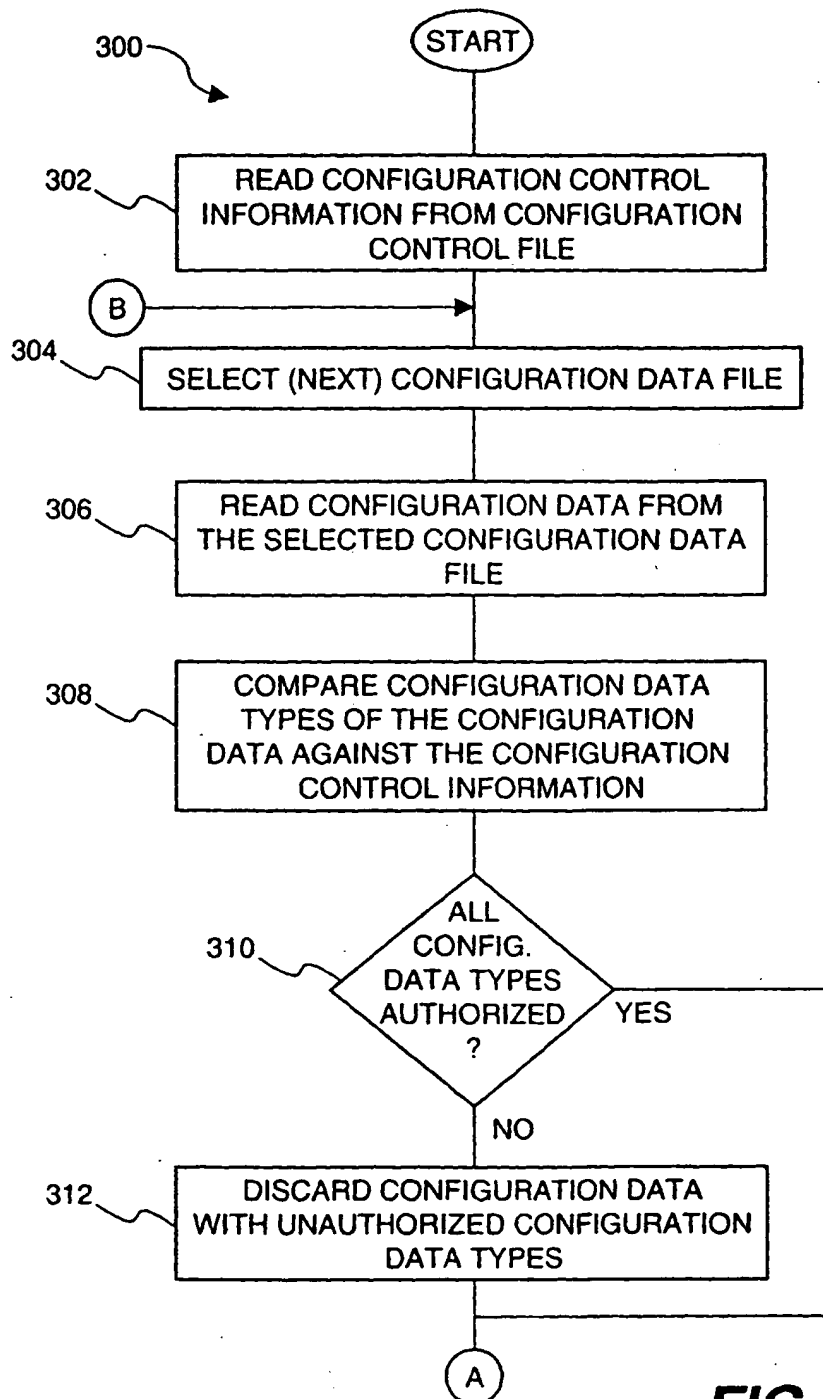 START
300
302
READ CONFIGURATION CONTROL
INFORMATION FROM CONFIGURATION
CONTROL FILE
B
304
SELECT (NEXT) CONFIGURATION DATA FILE
306
READ CONFIGURATION DATA FROM
THE SELECTED CONFIGURATION DATA
FILE
308
COMPARE CONFIGURATION DATA
TYPES OF THE CONFIGURATION
DATA AGAINST THE CONFIGURATION
CONTROL INFORMATION
310
ALL
CONFIG.
DATA TYPES
AUTHORIZED
?
YES
NO
312
DISCARD CONFIGURATION DATA
WITH UNAUTHORIZED CONFIGURATION
DATA TYPES
A
FIG